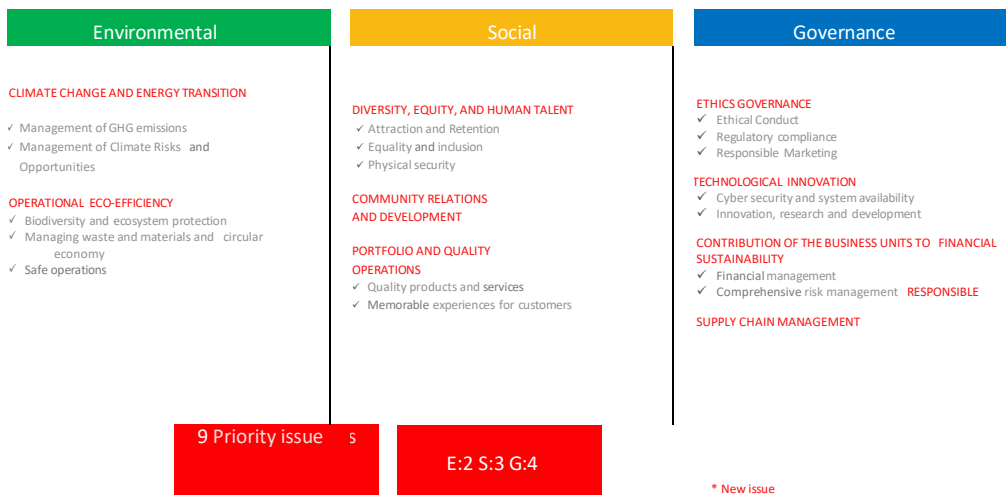 Environmental
CLIMATE CHANGE AND ENERGY TRANSITION
✓ Management of GHG emissions
✓ Management of Climate Risks and
Opportunities
OPERATIONAL ECO-EFFICIENCY
✓ Biodiversity and ecosystem protection
✓ Managing waste and materials and circular
economy
✓ Safe operations
Social
DIVERSITY, EQUITY, AND HUMAN TALENT
✓ Attraction and Retention
✓ Equality and inclusion
✓ Physical security
COMMUNITY RELATIONS
AND DEVELOPMENT
PORTFOLIO AND QUALITY
OPERATIONS
✓ Quality products and services
✓ Memorable experiences for customers
Governance
ETHICS GOVERNANCE
✓ Ethical Conduct
✓ Regulatory compliance
✓ Responsible Marketing
TECHNOLOGICAL INNOVATION
✓ Cyber security and system availability
✓ Innovation, research and development
CONTRIBUTION OF THE BUSINESS UNITS TO FINANCIAL
SUSTAINABILITY
✓ Financial management
✓ Comprehensive risk management RESPONSIBLE
SUPPLY CHAIN MANAGEMENT
9 Priority issue s
E:2 S:3 G:4
* New issue